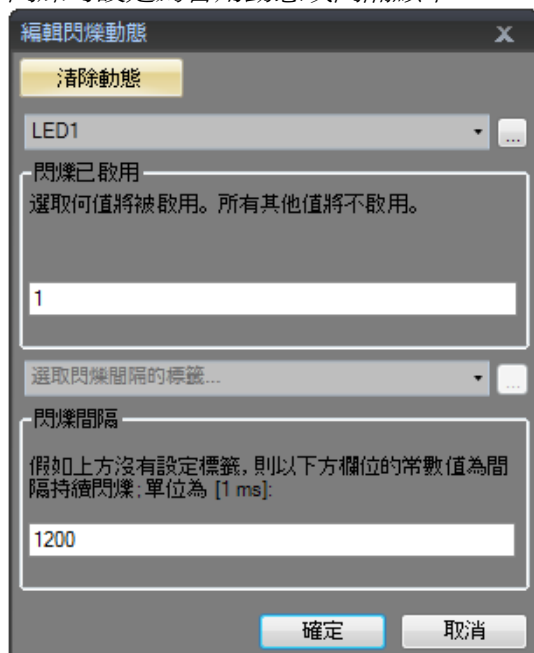 編輯閃爍動態
x
清除動態
LED1
...
閃爍已啟用
選取何值將被啟用。所有其他值將不啟用。
1
選取閃爍間隔的標籤...
...
閃爍間隔
假如上方沒有設定標籤,則以下方欄位的常數值為間
隔持續閃爍;單位為 [1 ms]:
1200
確定
取消